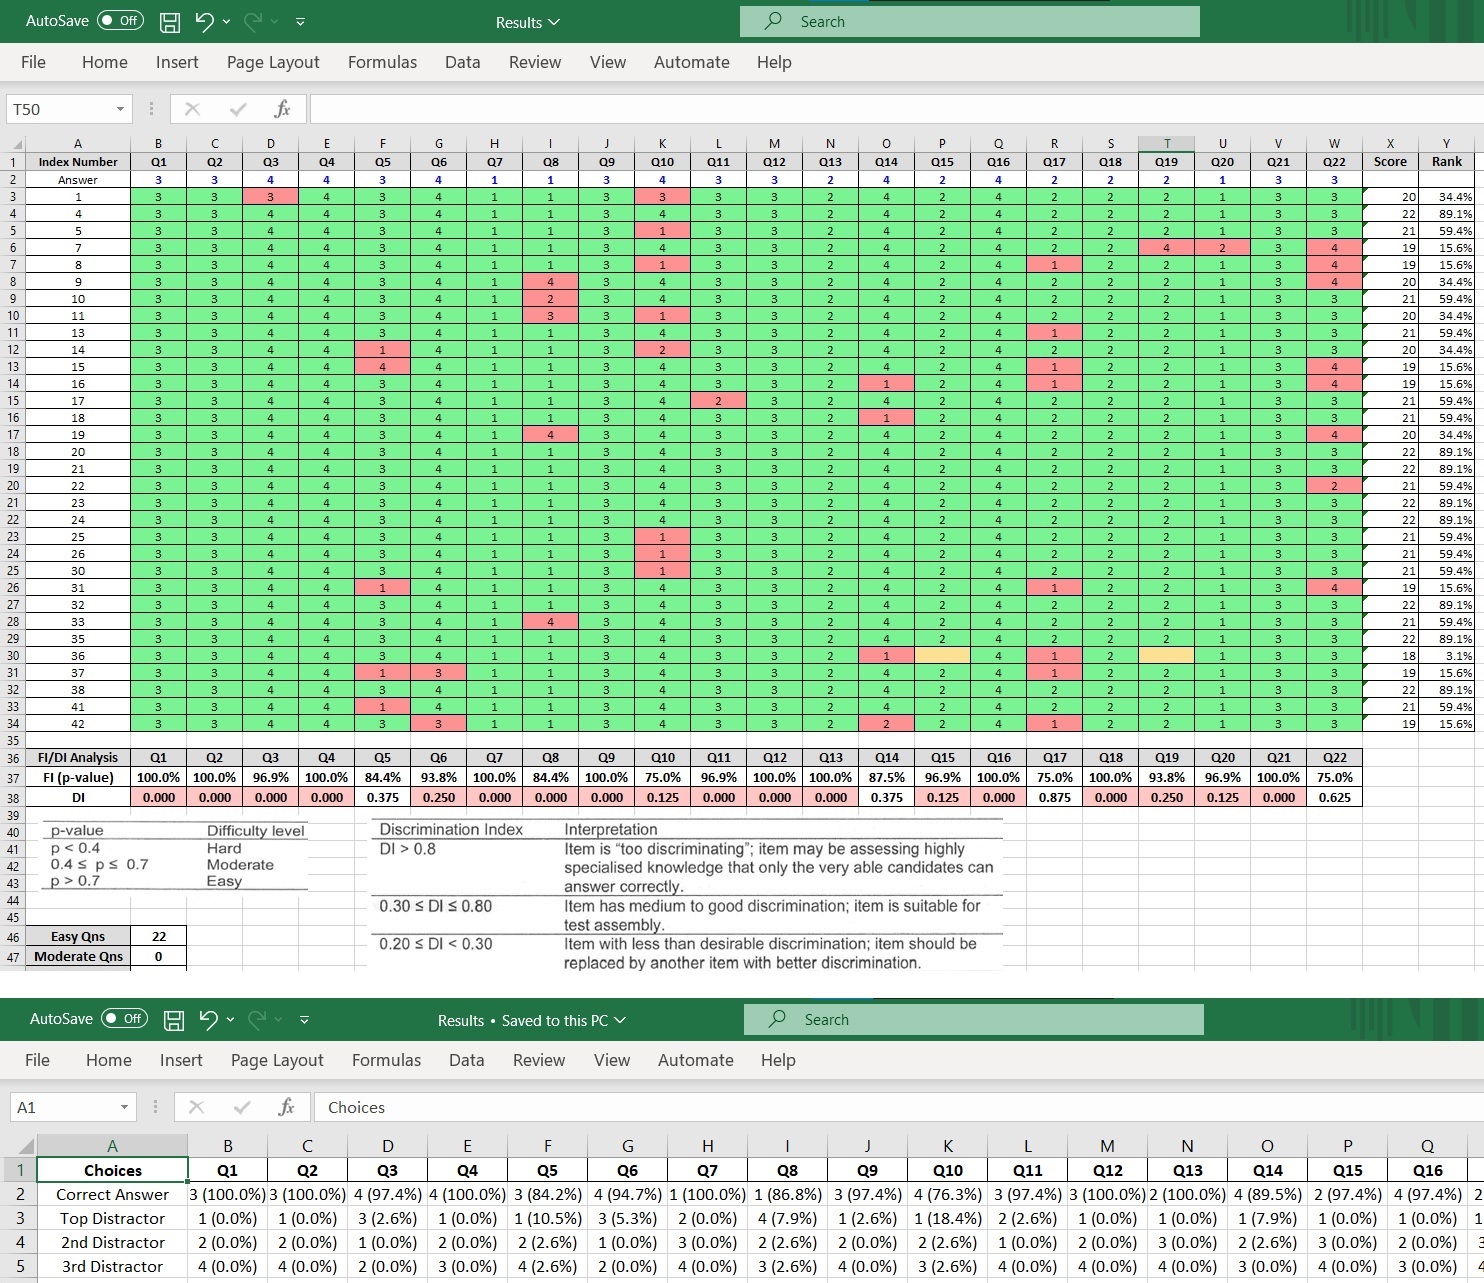 AutoSave Off Results Search
File Home Insert Page Layout Formulas Data Review View Automate Help
T50 fx
A B C D E F G H I J K L M N O P Q R S T U V W X Y
1 Index Number Q1 Q2 Q3 Q4 Q5 Q6 Q7 Q8 Q9 Q10 Q11 Q12 Q13 Q14 Q15 Q16 Q17 Q18 Q19 Q20 Q21 Q22 Score Rank
2 Answer 3 3 4 4 3 4 1 1 3 4 3 3 2 4 2 4 2 2 2 1 3 3
3 1 3 3 3 4 3 4 1 1 3 3 3 3 2 4 2 4 2 2 2 1 3 3 20 34.4%
4 4 3 3 4 4 3 4 1 1 3 4 3 3 2 4 2 4 2 2 2 1 3 3 22 89.1%
5 5 3 3 4 4 3 4 1 1 3 1 3 3 2 4 2 4 2 2 2 1 3 3 21 59.4%
6 7 3 3 4 4 3 4 1 1 3 4 3 3 2 4 2 4 2 2 4 2 3 4 19 15.6%
7 8 3 3 4 4 3 4 1 1 3 1 3 3 2 4 2 4 1 2 2 1 3 4 19 15.6%
8 9 3 3 4 4 3 4 1 4 3 4 3 3 2 4 2 4 2 2 2 1 3 4 20 34.4%
9 10 3 3 4 4 3 4 1 2 3 4 3 3 2 4 2 4 2 2 2 1 3 3 21 59.4%
10 11 3 3 4 4 3 4 1 3 3 1 3 3 2 4 2 4 2 2 2 1 3 3 20 34.4%
11 13 3 3 4 4 3 4 1 1 3 4 3 3 2 4 2 4 1 2 2 1 3 3 21 59.4%
12 14 3 3 4 4 1 4 1 1 3 2 3 3 2 4 2 4 2 2 2 1 3 3 20 34.4%
13 15 3 3 4 4 4 4 1 1 3 4 3 3 2 4 2 4 1 2 2 1 3 4 19 15.6%
14 16 3 3 4 4 3 4 1 1 3 4 3 3 2 1 2 4 1 2 2 1 3 4 19 15.6%
15 17 3 3 4 4 3 4 1 1 3 4 2 3 2 4 2 4 2 2 2 1 3 3 21 59.4%
16 18 3 3 4 4 3 4 1 1 3 4 3 3 2 1 2 4 2 2 2 1 3 3 21 59.4%
17 19 3 3 4 4 3 4 1 4 3 4 3 3 2 4 2 4 2 2 2 1 3 4 20 34.4%
18 20 3 3 4 4 3 4 1 1 3 4 3 3 2 4 2 4 2 2 2 1 3 3 22 89.1%
19 21 3 3 4 4 3 4 1 1 3 4 3 3 2 4 2 4 2 2 2 1 3 3 22 89.1%
20 22 3 3 4 4 3 4 1 1 3 4 3 3 2 4 2 4 2 2 2 1 3 2 21 59.4%
21 23 3 3 4 4 3 4 1 1 3 4 3 3 2 4 2 4 2 2 2 1 3 3 22 89.1%
22 24 3 3 4 4 3 4 1 1 3 4 3 3 2 4 2 4 2 2 2 1 3 3 22 89.1%
23 25 3 3 4 4 3 4 1 1 3 1 3 3 2 4 2 4 2 2 2 1 3 3 21 59.4%
24 26 3 3 4 4 3 4 1 1 3 1 3 3 2 4 2 4 2 2 2 1 3 3 21 59.4%
25 30 3 3 4 4 3 4 1 1 3 1 3 3 2 4 2 4 2 2 2 1 3 3 21 59.4%
26 31 3 3 4 4 1 4 1 1 3 4 3 3 2 4 2 4 1 2 2 1 3 4 19 15.6%
27 32 3 3 4 4 3 4 1 1 3 4 3 3 2 4 2 4 2 2 2 1 3 3 22 89.1%
28 33 3 3 4 4 3 4 1 4 3 4 3 3 2 4 2 4 2 2 2 1 3 3 21 59.4%
29 35 3 3 4 4 3 4 1 1 3 4 3 3 2 4 2 4 2 2 2 1 3 3 22 89.1%
30 36 3 3 4 4 3 4 1 1 3 4 3 3 2 1 4 1 2 1 3 3 18 3.1%
31 37 3 3 4 4 1 3 1 1 3 4 3 3 2 4 2 4 1 2 2 1 3 3 19 15.6%
32 38 3 3 4 4 3 4 1 1 3 4 3 3 2 4 2 4 2 2 2 1 3 3 22 89.1%
33 41 3 3 4 4 1 4 1 1 3 4 3 3 2 4 2 4 2 2 2 1 3 3 21 59.4%
34 42 3 3 4 4 3 3 1 1 3 4 3 3 2 2 2 4 1 2 2 1 3 3 19 15.6%
35
36 FI/DI Analysis Q1 Q2 Q3 Q4 Q5 Q6 Q7 Q8 Q9 Q10 Q11 Q12 Q13 Q14 Q15 Q16 Q17 Q18 Q19 Q20 Q21 Q22
37 FI (p-value) 100.0% 100.0% 96.9% 100.0% 84.4% 93.8% 100.0% 84.4% 100.0% 75.0% 96.9% 100.0% 100.0% 87.5% 96.9% 100.0% 75.0% 100.0% 93.8% 96.9% 100.0% 75.0%
38 DI 0.000 0.000 0.000 0.000 0.375 0.250 0.000 0.000 0.000 0.125 0.000 0.000 0.000 0.375 0.125 0.000 0.875 0.000 0.250 0.125 0.000 0.625
39
40 p-value Difficulty level Discrimination Index Interpretation
41 p < 0.4 Hard DI > 0.8 Item is "too discriminating"; item may be assessing highly
42 0.4 ≤ p ≤ 0.7 Moderate specialised knowledge that only the very able candidates can
43 p > 0.7 Easy answer correctly.
44 0.30 ≤ DI ≤ 0.80 Item has medium to good discrimination; item is suitable for
45 test assembly.
46 Easy Qns 22 0.20 ≤ DI < 0.30 Item with less than desirable discrimination; item should be
47 Moderate Qns 0 replaced by another item with better discrimination.
AutoSave Off Results • Saved to this PC Search
File Home Insert Page Layout Formulas Data Review View Automate Help
A1 fx Choices
A B C D E F G H I J K L M N O P Q
1 Choices Q1 Q2 Q3 Q4 Q5 Q6 Q7 Q8 Q9 Q10 Q11 Q12 Q13 Q14 Q15 Q16
2 Correct Answer 3 (100.0%) 3 (100.0%) 4 (97.4%) 4 (100.0%) 3 (84.2%) 4 (94.7%) 1 (100.0%) 1 (86.8%) 3 (97.4%) 4 (76.3%) 3 (97.4%) 3 (100.0%) 2 (100.0%) 4 (89.5%) 2 (97.4%) 4 (97.4%) 2
3 Top Distractor 1 (0.0%) 1 (0.0%) 3 (2.6%) 1 (0.0%) 1 (10.5%) 3 (5.3%) 2 (0.0%) 4 (7.9%) 1 (2.6%) 1 (18.4%) 2 (2.6%) 1 (0.0%) 1 (0.0%) 1 (7.9%) 1 (0.0%) 1 (0.0%) 1
4 2nd Distractor 2 (0.0%) 2 (0.0%) 1 (0.0%) 2 (0.0%) 2 (2.6%) 1 (0.0%) 3 (0.0%) 2 (2.6%) 2 (0.0%) 2 (2.6%) 1 (0.0%) 2 (0.0%) 3 (0.0%) 2 (2.6%) 3 (0.0%) 2 (0.0%) 3
5 3rd Distractor 4 (0.0%) 4 (0.0%) 2 (0.0%) 3 (0.0%) 4 (2.6%) 2 (0.0%) 4 (0.0%) 3 (2.6%) 4 (0.0%) 3 (2.6%) 4 (0.0%) 4 (0.0%) 4 (0.0%) 3 (0.0%) 4 (0.0%) 3 (0.0%)